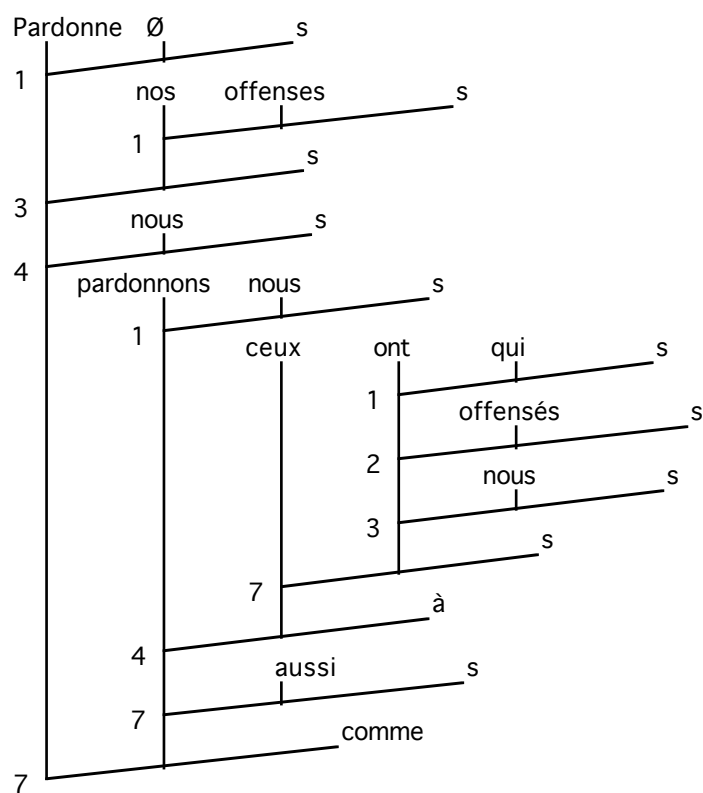 Pardonne Ø s
1
nos offenses s
1
s
3
nous s
4
pardonnons nous s
1
ceux ont qui s
1
offensés s
2
nous s
3
s
7
à
4
aussi s
7
comme
7